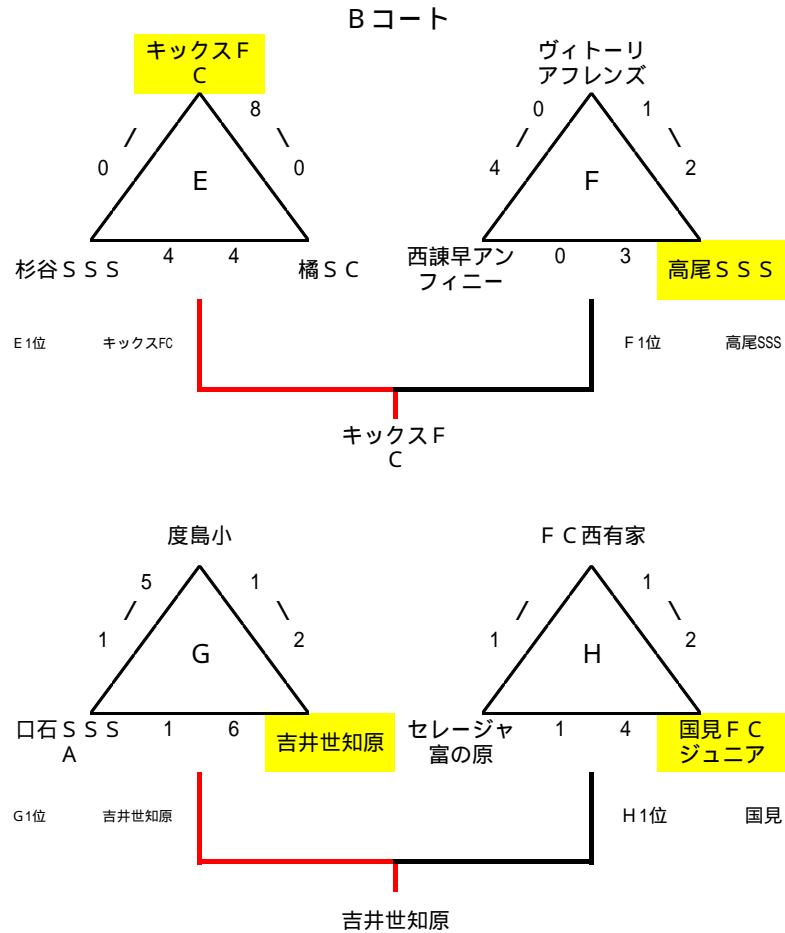 Ｂコート
キックスＦ
Ｃ
ヴィトーリ
アフレンズ
8
0
1
/
\
/
\
0
0
4
2
E
F
杉谷ＳＳＳ
4
4
橘ＳＣ
西諫早アン
フィニー
0
3
高尾ＳＳＳ
E1位
キックスFC
Ｆ1位
高尾SSS
キックスＦ
Ｃ
度島小
ＦＣ西有家
5
1
1
/
\
/
\
1
2
1
2
G
H
口石ＳＳＳ
A
1
6
吉井世知原
セレージャ
富の原
1
4
国見ＦＣ
ジュニア
G1位
吉井世知原
Ｈ1位
国見
吉井世知原